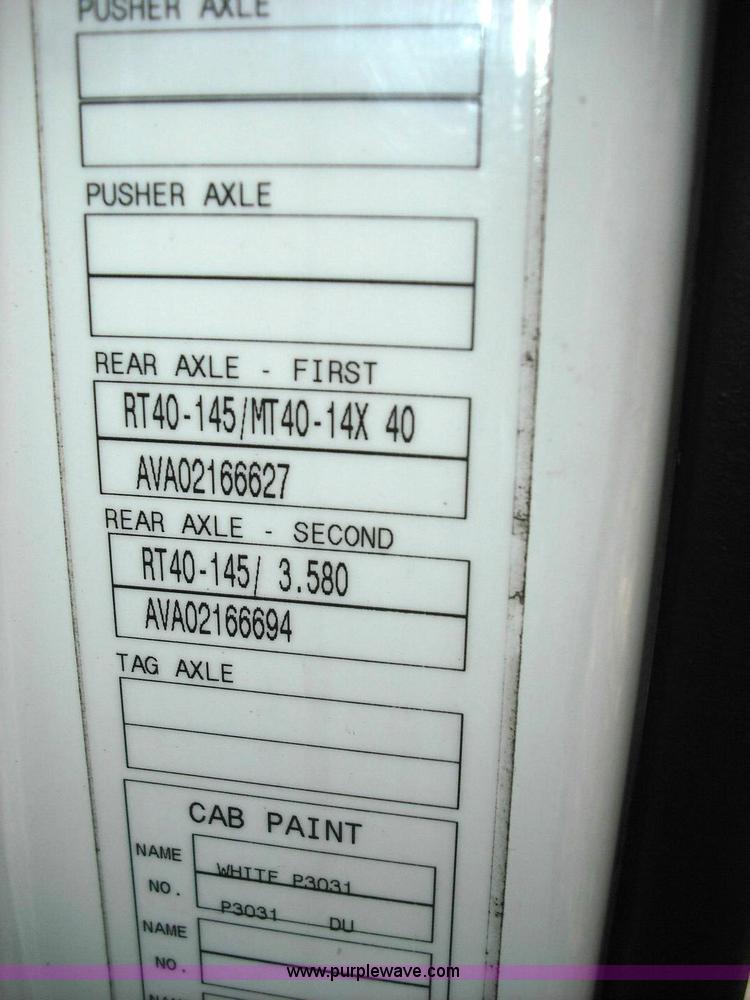 PUSHER AXLE
PUSHER AXLE
REAR AXLE - FIRST
RT40-145/MT40-14X 40
AVA02166627
REAR AXLE - SECOND
RT40-145/ 3.580
AVA02166694
TAG AXLE
CAB PAINT
NAME WHITE P3031
NO. P3031 DU
NAME
NO.
NAME
www.purplewave.com